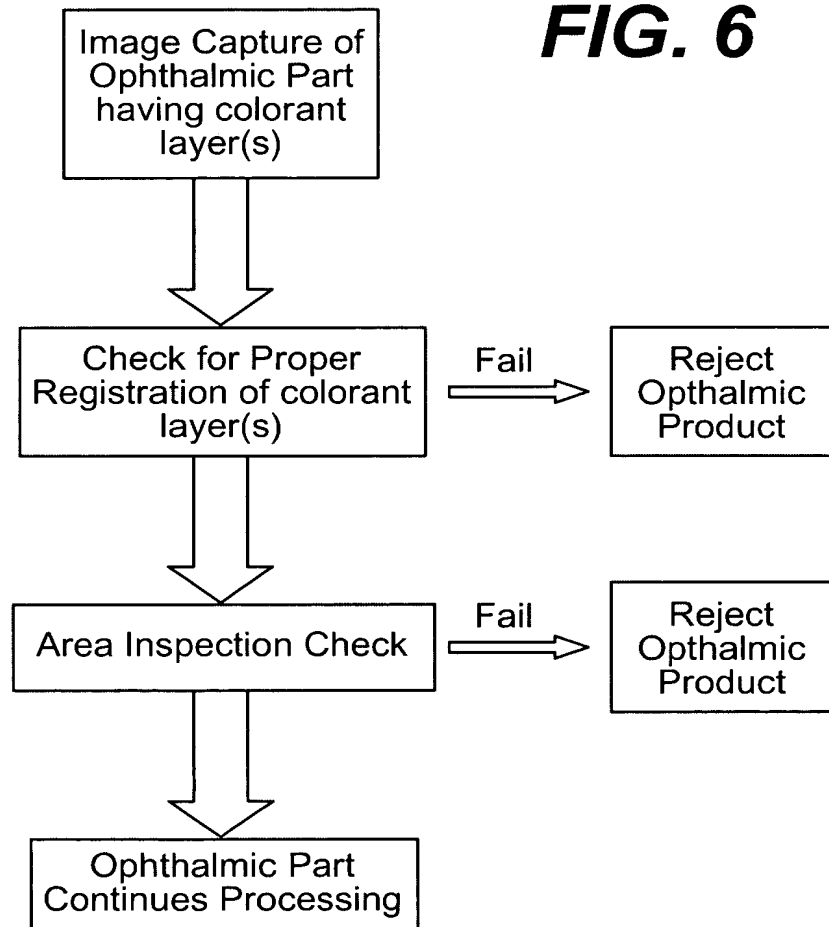 FIG. 6
Image Capture of
Ophthalmic Part
having colorant
layer(s)
Check for Proper
Registration of colorant
layer(s)
Fail
Reject
Opthalmic
Product
Area Inspection Check
Fail
Reject
Opthalmic
Product
Ophthalmic Part
Continues Processing